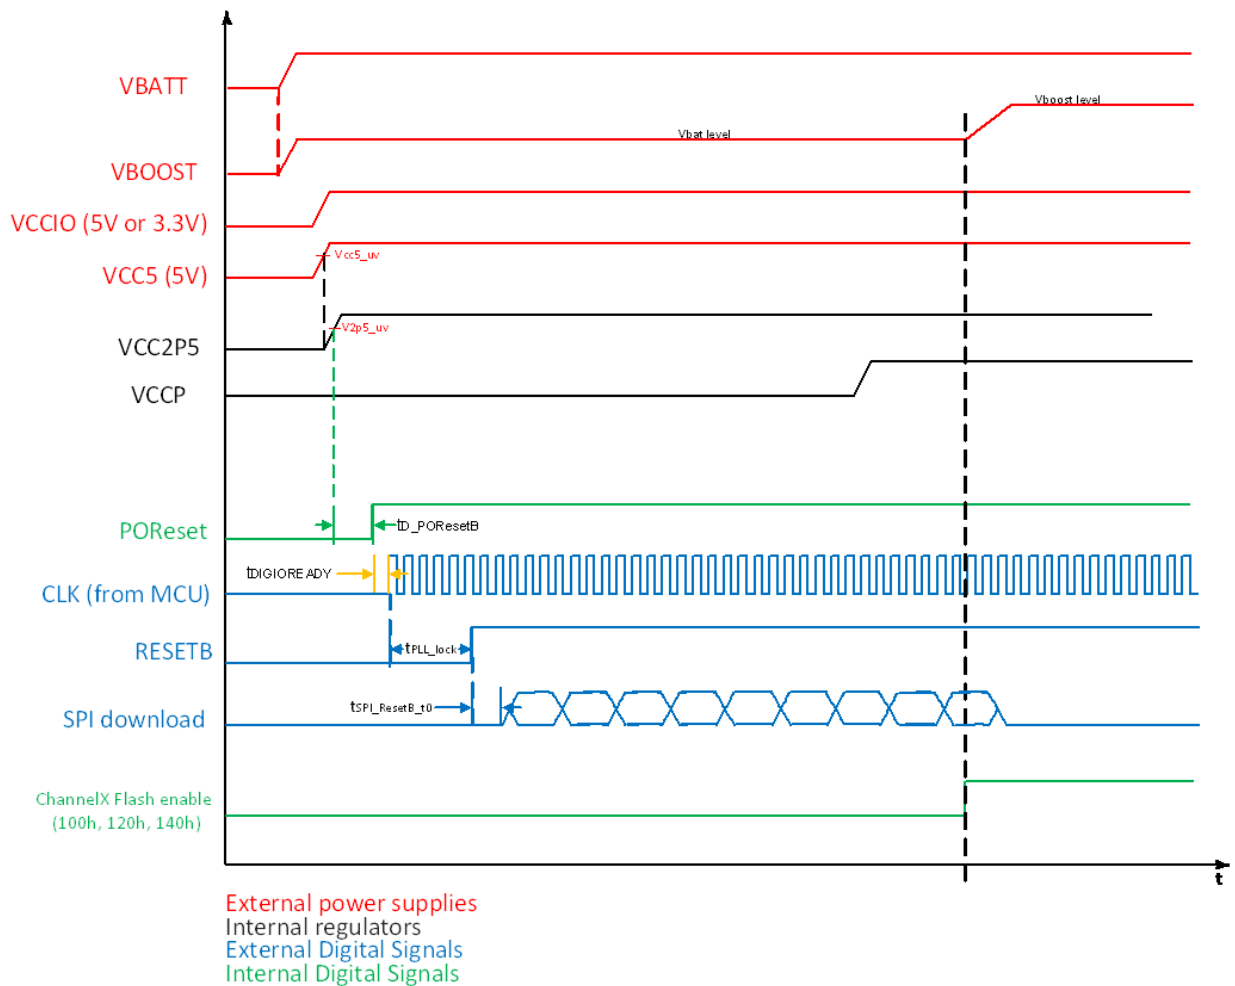 VBATT
Vboost level
Vbat level
VBOOST
VCCIO (5V or 3.3V)
Vcc5_uv
VCC5 (5V)
V2p5_uv
VCC2P5
VCCP
POReset
tD_POResetB
tDIGIOREADY
CLK (from MCU)
RESETB
tPLL_lock
tSPI_ResetB_t0
SPI download
ChannelX Flash enable
(100h, 120h, 140h)
t
External power supplies
Internal regulators
External Digital Signals
Internal Digital Signals